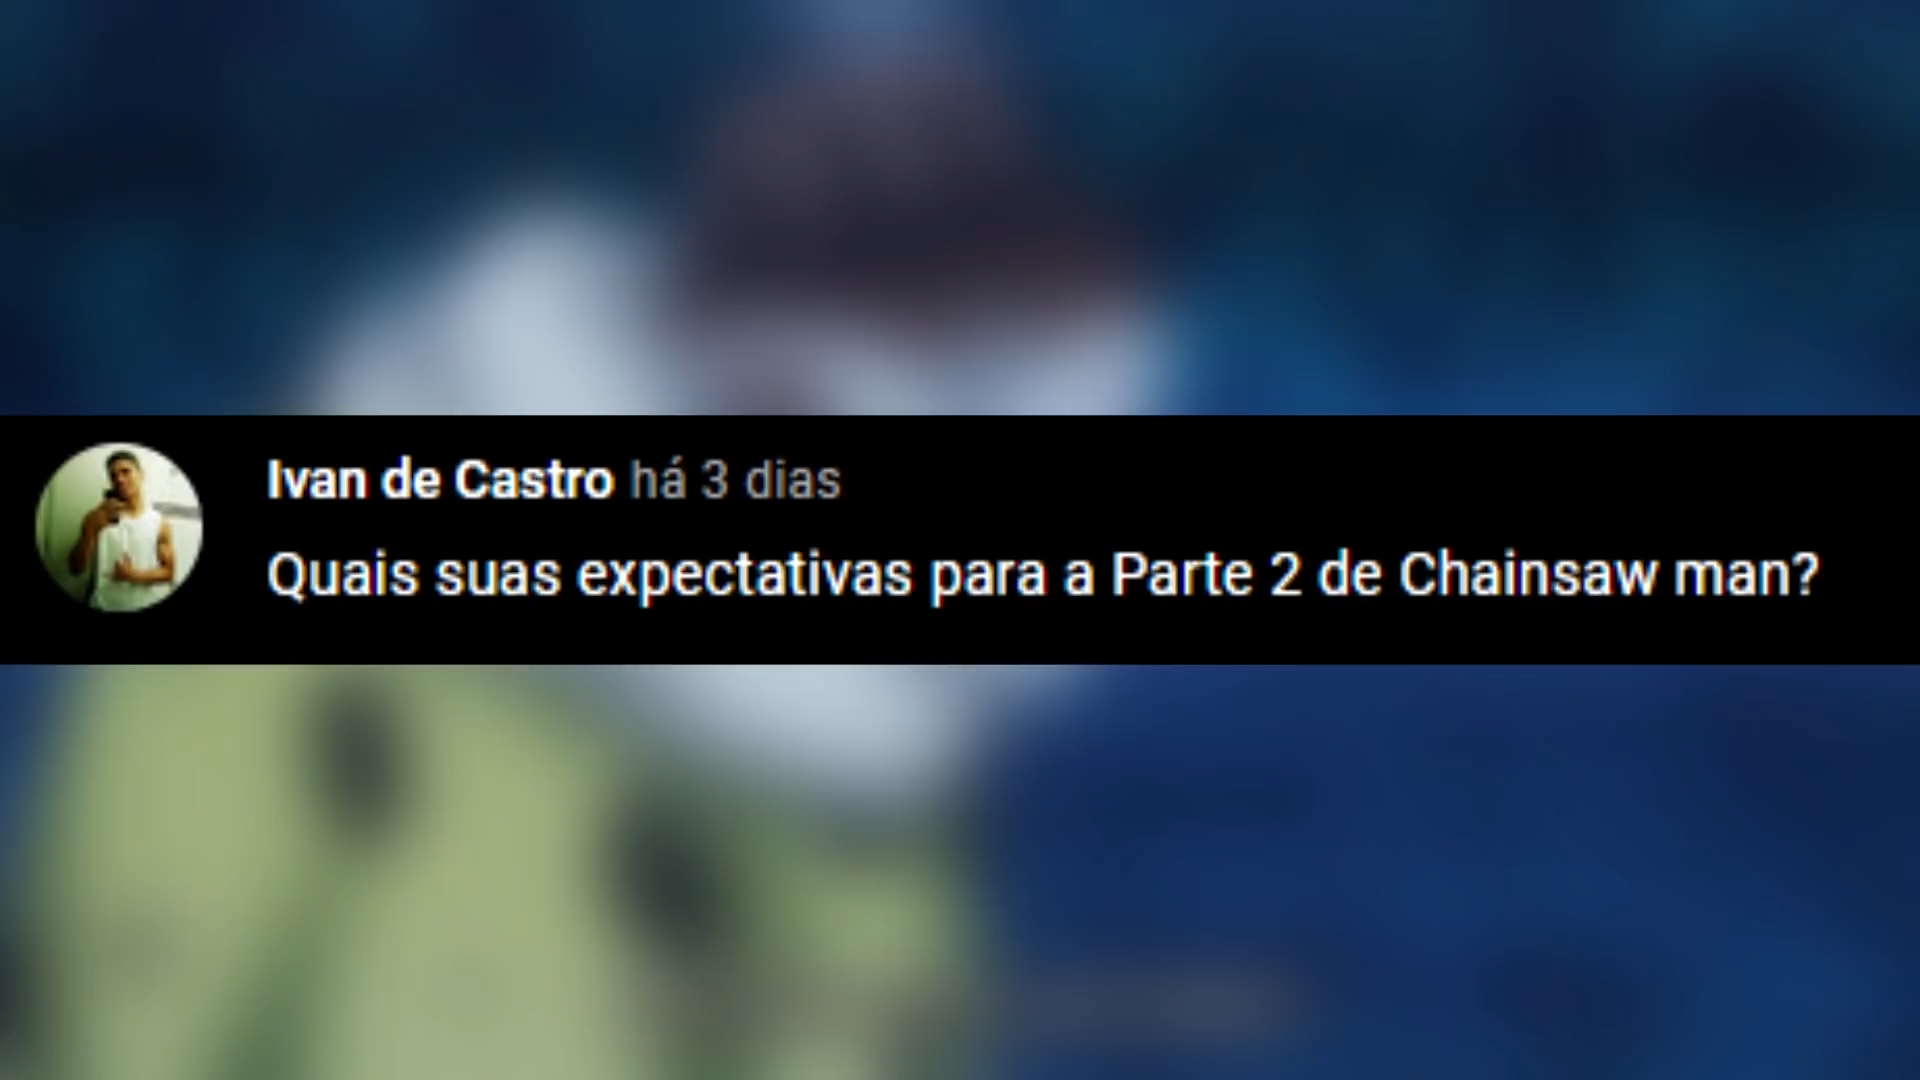 Ivan de Castro há 3 dias
Quais suas expectativas para a Parte 2 de Chainsaw man?